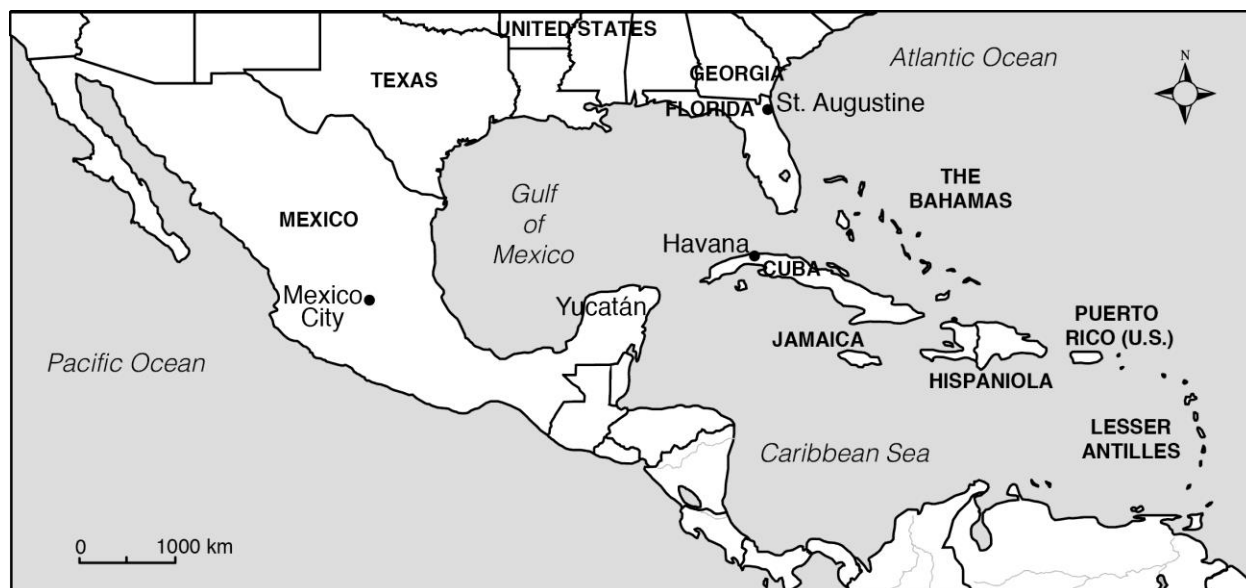 UNITED STATES
Atlantic Ocean
N
TEXAS
GEORGIA
FLORIDA
St. Augustine
Gulf
of
Mexico
THE
BAHAMAS
MEXICO
Havana
CUBA
Mexico
City
Yucatán
JAMAICA
PUERTO
RICO (U.S.)
HISPANIOLA
Pacific Ocean
LESSER
ANTILLES
Caribbean Sea
0 1000 km